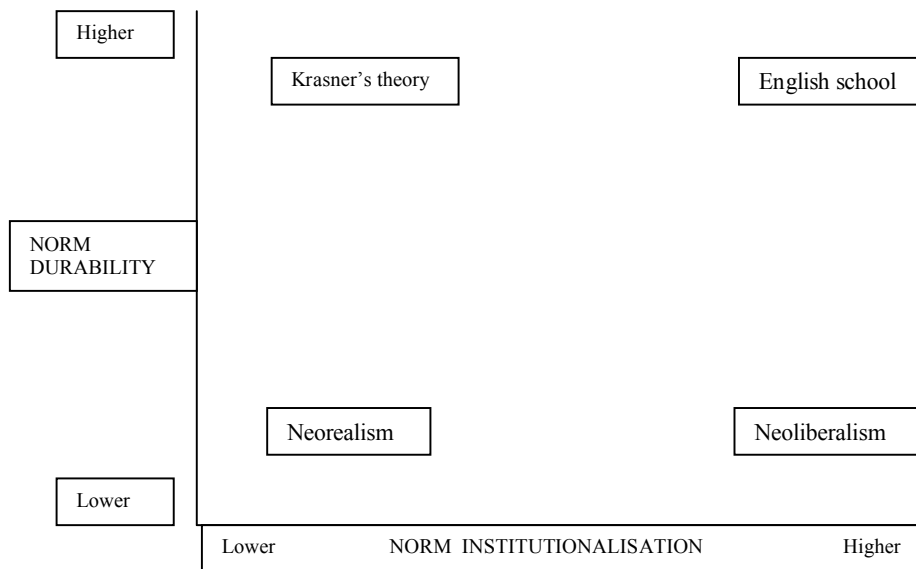 Higher
Krasner’s theory
English school
NORM
DURABILITY
Neorealism
Neoliberalism
Lower
Lower NORM INSTITUTIONALISATION Higher